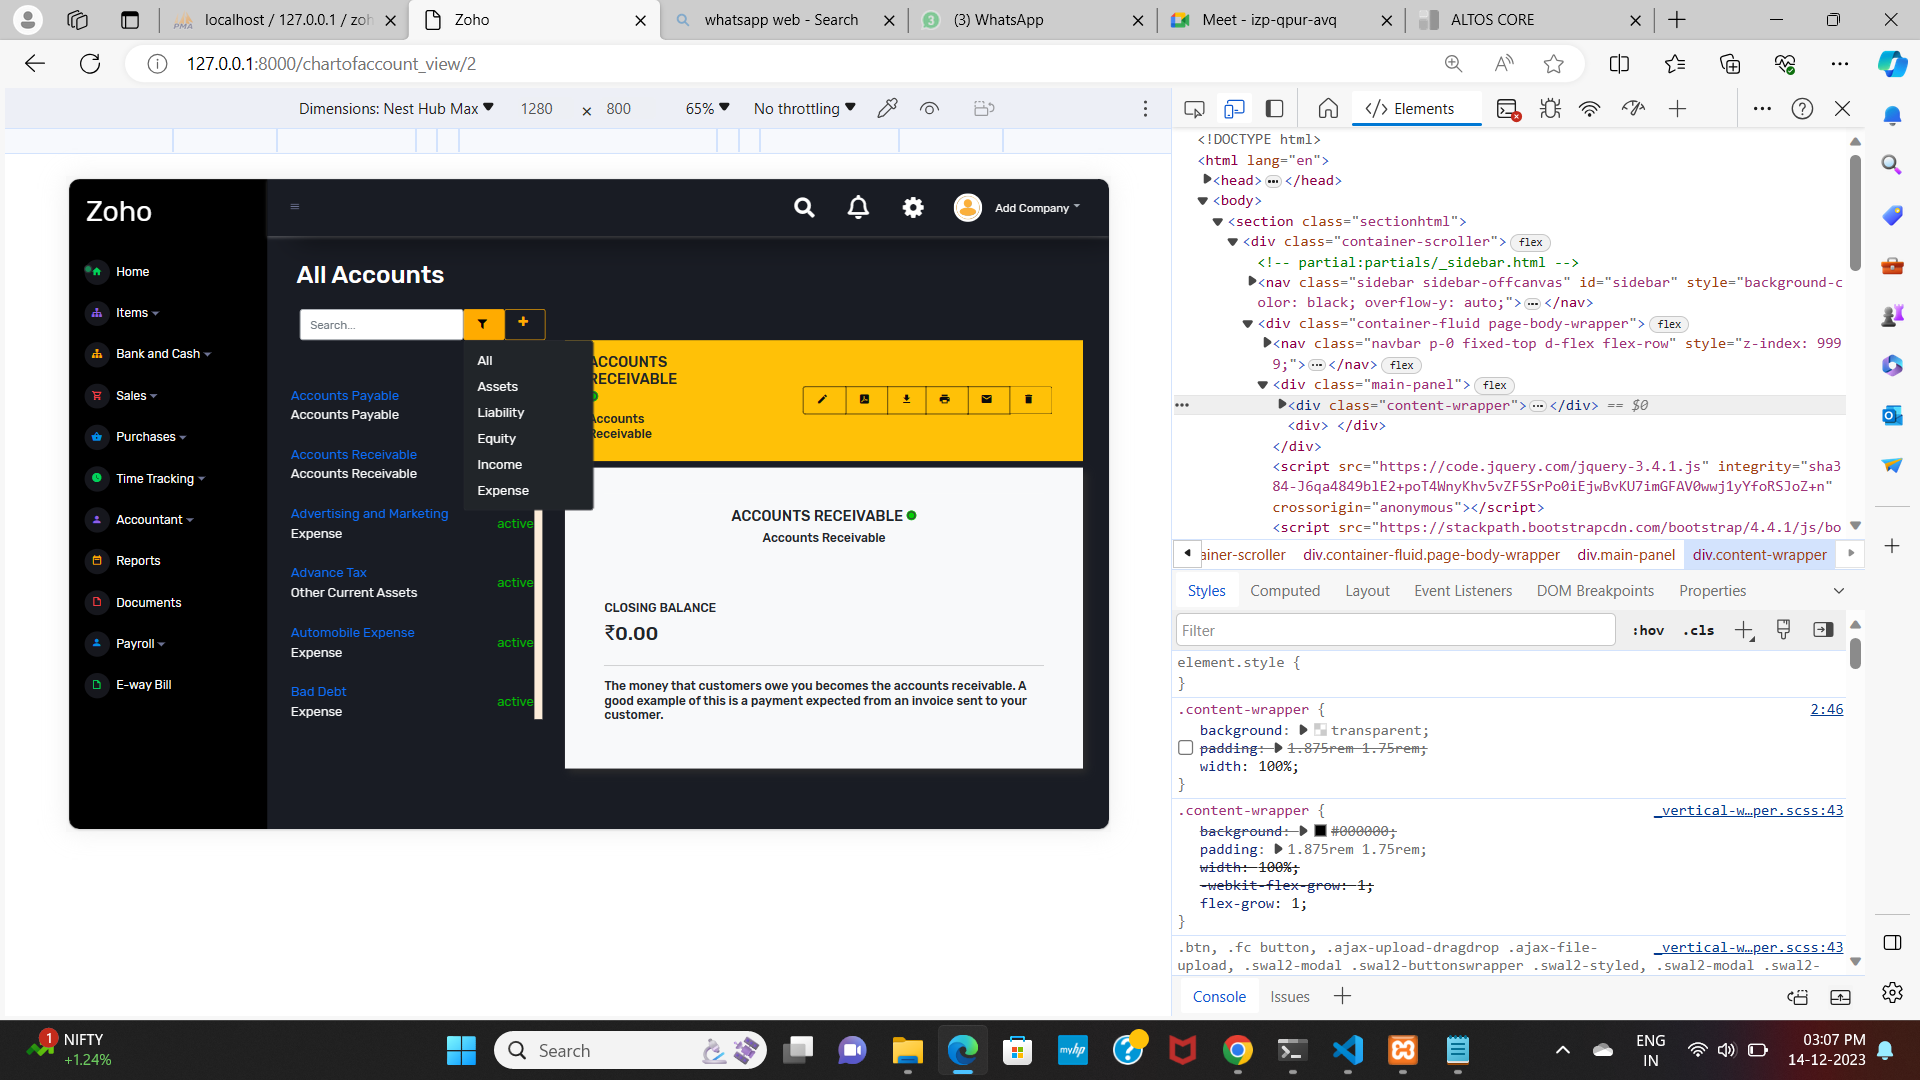 localhost / 127.0.0.1 / zoh
Zoho
whatsapp web - Search
3
(3) WhatsApp
Meet - izp-qpur-avq
ALTOS CORE
127.0.0.1:8000/chartofaccount_view/2
Dimensions: Nest Hub Max
1280
×
800
65%
No throttling
Elements
Zoho
Home
Items
Bank and Cash
Sales
Purchases
Time Tracking
Accountant
Reports
Documents
Payroll
E-way Bill
Add Company
All Accounts
Search...
All
Assets
Liability
Equity
Income
Expense
Accounts Payable
Accounts Payable
Accounts Receivable
Accounts Receivable
Advertising and Marketing
active
Expense
Advance Tax
active
Other Current Assets
Automobile Expense
active
Expense
Bad Debt
active
Expense
ACCOUNTS
RECEIVABLE
Accounts
Receivable
ACCOUNTS RECEIVABLE
Accounts Receivable
CLOSING BALANCE
₹0.00
The money that customers owe you becomes the accounts receivable. A
good example of this is a payment expected from an invoice sent to your
customer.
<!DOCTYPE html>
<html lang="en">
<head> ... </head>
<body>
<section class="sectionhtml">
<div class="container-scroller"> flex
<!-- partial:partials/_sidebar.html -->
<nav class="sidebar sidebar-offcanvas" id="sidebar" style="background-c
olor: black; overflow-y: auto;"> ... </nav>
<div class="container-fluid page-body-wrapper"> flex
<nav class="navbar p-0 fixed-top d-flex flex-row" style="z-index: 999
9;"> ... </nav> flex
<div class="main-panel"> flex
<div class="content-wrapper"> ... </div> == $0
<div> </div>
</div>
<script src="https://code.jquery.com/jquery-3.4.1.js" integrity="sha3
84-J6qa4849blE2+poT4WnyKhv5vZF5SrPo0iEjwBvKU7imGFAV0wwj1yYfoRSJoZ+n"
crossorigin="anonymous"></script>
<script src="https://stackpath.bootstrapcdn.com/bootstrap/4.4.1/js/bo
ainer-scroller
div.container-fluid.page-body-wrapper
div.main-panel
div.content-wrapper
Styles
Computed
Layout
Event Listeners
DOM Breakpoints
Properties
Filter
:hov
.cls
element.style {
}
.content-wrapper {
2:46
background: transparent;
padding: 1.875rem 1.75rem;
width: 100%;
}
.content-wrapper {
_vertical-w…per.scss:43
background: #000000;
padding: 1.875rem 1.75rem;
width: 100%;
-webkit-flex-grow: 1;
flex-grow: 1;
}
.btn, .fc button, .ajax-upload-dragdrop .ajax-file-
_vertical-w…per.scss:43
upload, .swal2-modal .swal2-buttonswrapper .swal2-styled, .swal2-modal .swal2-
Console
Issues
1
NIFTY
+1.24%
Search
myhp
ENG
IN
03:07 PM
14-12-2023